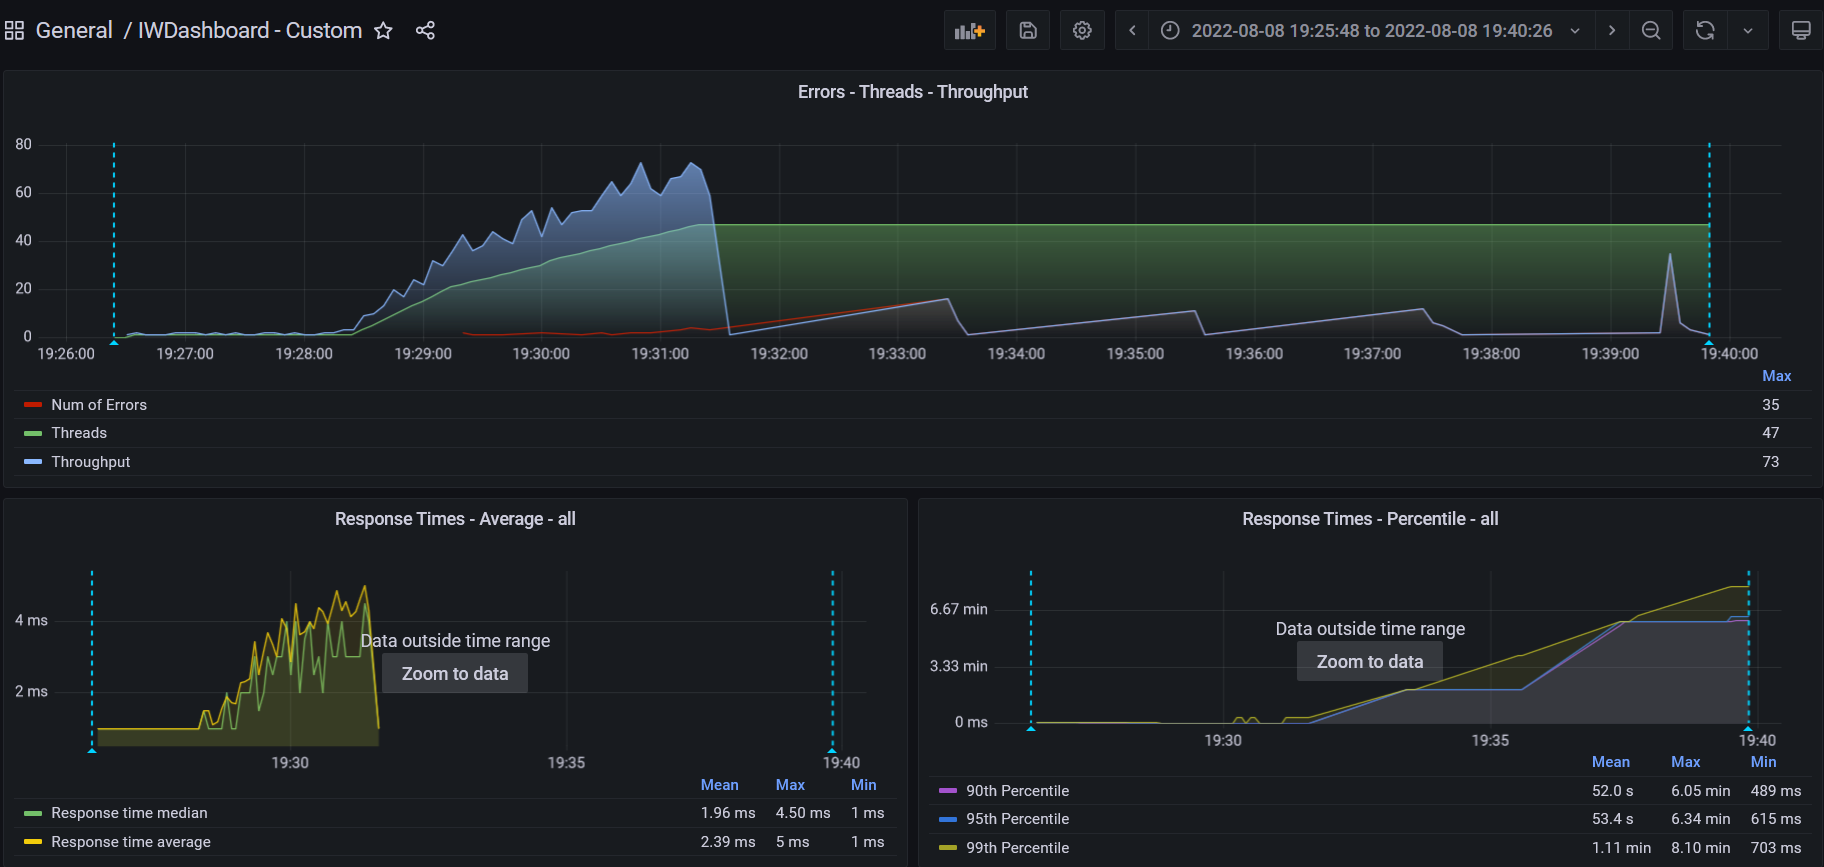 General / IWDashboard - Custom
2022-08-08 19:25:48 to 2022-08-08 19:40:26
Errors - Threads - Throughput
80
60
40
20
0
19:26:00 19:27:00 19:28:00 19:29:00 19:30:00 19:31:00 19:32:00 19:33:00 19:34:00 19:35:00 19:36:00 19:37:00 19:38:00 19:39:00 19:40:00
Max
Num of Errors 35
Threads 47
Throughput 73
Response Times - Average - all
4 ms
2 ms
Data outside time range
Zoom to data
19:30 19:35 19:40
Mean Max Min
Response time median 1.96 ms 4.50 ms 1 ms
Response time average 2.39 ms 5 ms 1 ms
Response Times - Percentile - all
6.67 min
3.33 min
0 ms
Data outside time range
Zoom to data
19:30 19:35 19:40
Mean Max Min
90th Percentile 52.0 s 6.05 min 489 ms
95th Percentile 53.4 s 6.34 min 615 ms
99th Percentile 1.11 min 8.10 min 703 ms